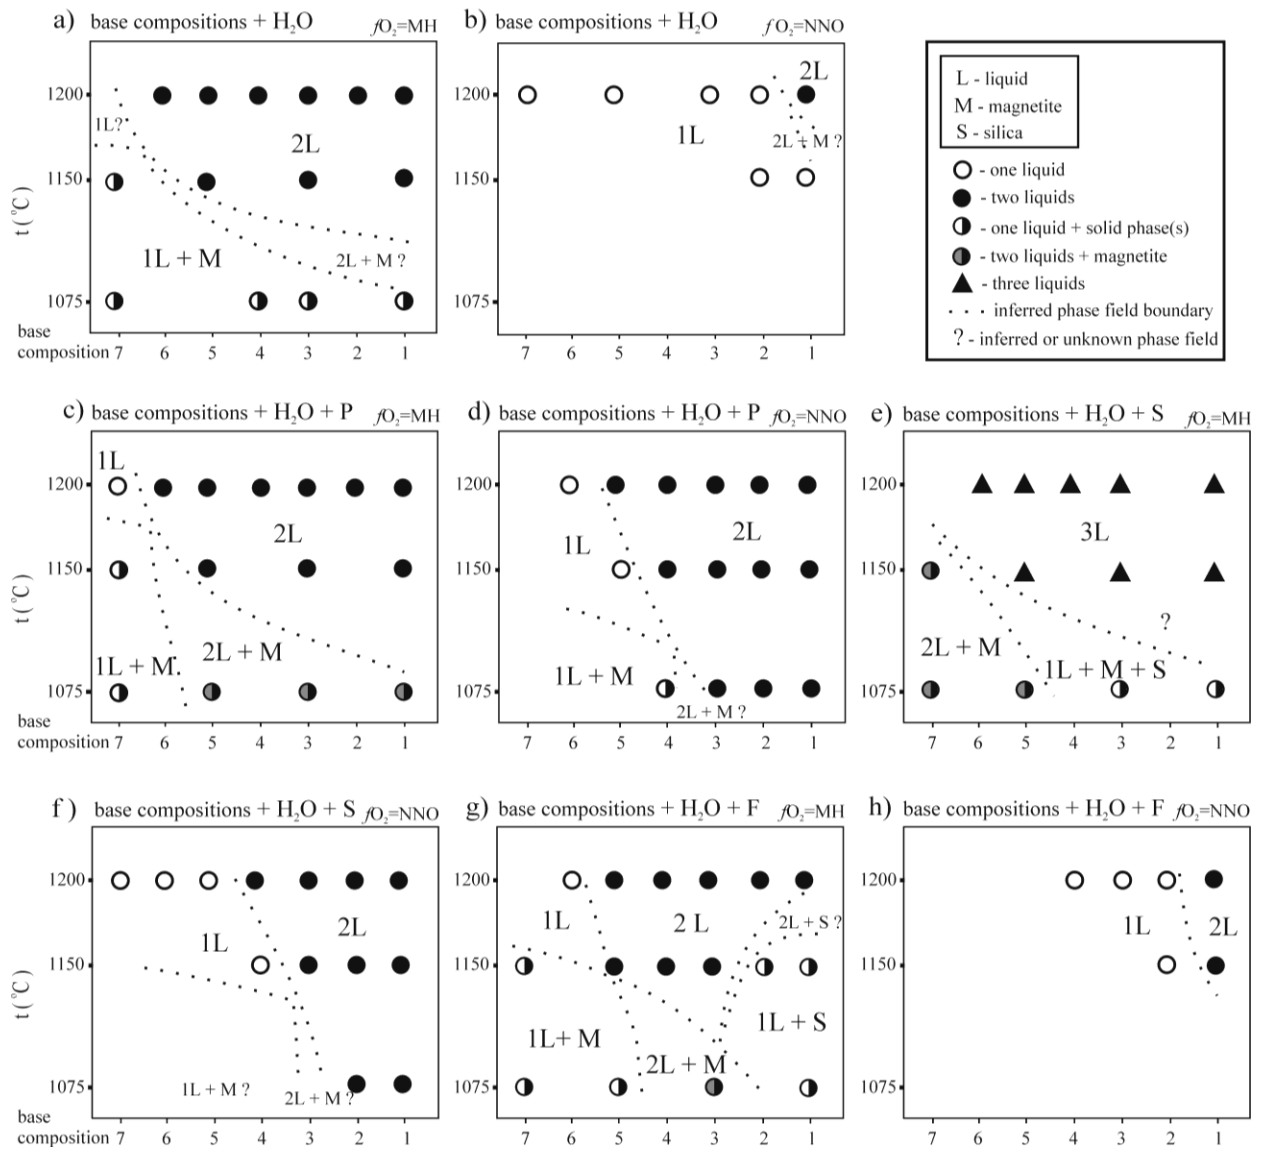 a) base compositions + H₂O fO₂=MH
b) base compositions + H₂O fO₂=NNO
1200
1L?
2L
1150
t (°C)
1L + M
2L + M ?
1075
base
composition 7 6 5 4 3 2 1
1200
2L
1L
2L + M ?
1150
1075
7 6 5 4 3 2 1
L - liquid
M - magnetite
S - silica
- one liquid
- two liquids
- one liquid + solid phase(s)
- two liquids + magnetite
- three liquids
inferred phase field boundary
? - inferred or unknown phase field
c) base compositions + H₂O + P fO₂=MH
d) base compositions + H₂O + P fO₂=NNO
e) base compositions + H₂O + S fO₂=MH
1L
1200
2L
1150
t (°C)
1L + M
2L + M
1075
base
composition 7 6 5 4 3 2 1
1200
1L
2L
1150
1L + M
1075
2L + M ?
7 6 5 4 3 2 1
1200
3L
1150
?
2L + M
1L + M + S
1075
7 6 5 4 3 2 1
f) base compositions + H₂O + S fO₂=NNO
g) base compositions + H₂O + F fO₂=MH
h) base compositions + H₂O + F fO₂=NNO
1200
2L
1L
1150
t (°C)
1075
1L + M ?
2L + M ?
base
composition 7 6 5 4 3 2 1
1200
1L
2 L
2L + S ?
1150
1L + S
1L+ M
2L + M
1075
7 6 5 4 3 2 1
1200
1L
2L
1150
1075
7 6 5 4 3 2 1